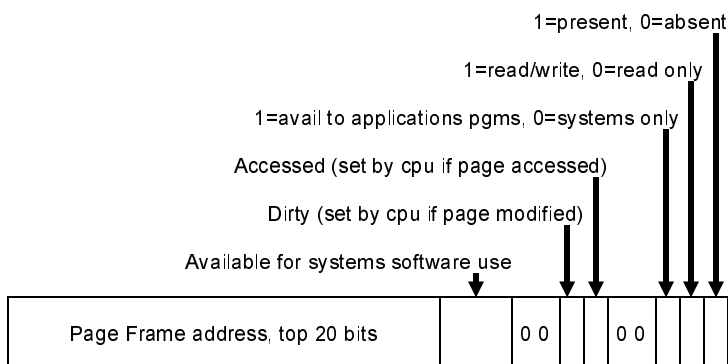 1=present, 0=absent
1=read/write, 0=read only
1=avail to applications pgms, 0=systems only
Accessed (set by cpu if page accessed)
Dirty (set by cpu if page modified)
Available for systems software use
Page Frame address, top 20 bits 0 0 0 0